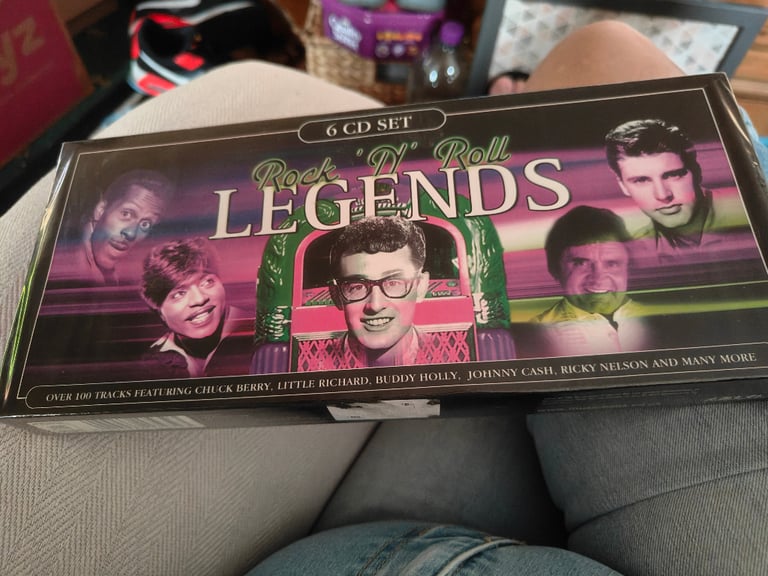 6 CD SET
Rock 'N' Roll
LEGENDS
OVER 100 TRACKS FEATURING CHUCK BERRY, LITTLE RICHARD, BUDDY HOLLY, JOHNNY CASH, RICKY NELSON AND MANY MORE